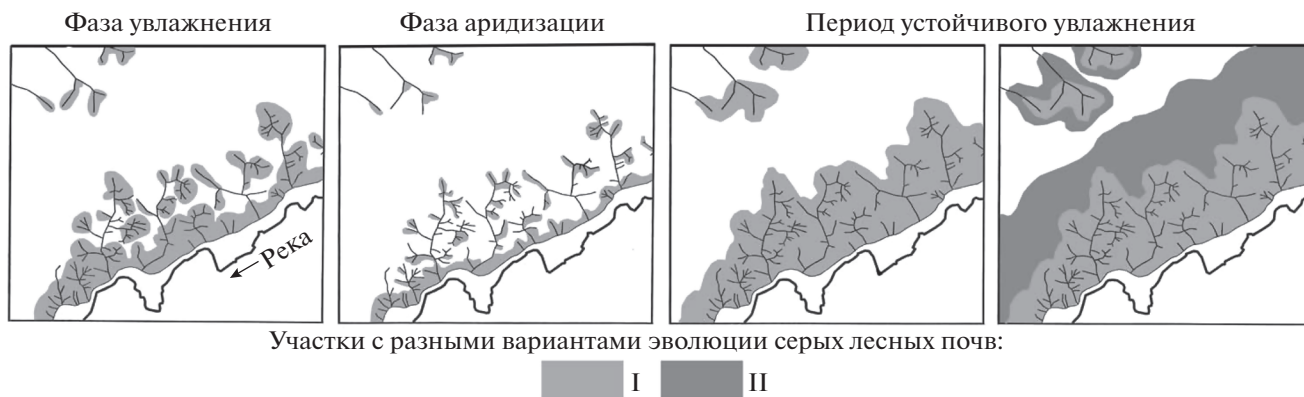 Фаза увлажнения
Фаза аридизации
Период устойчивого увлажнения
Река
Участки с разными вариантами эволюции серых лесных почв:
I
II